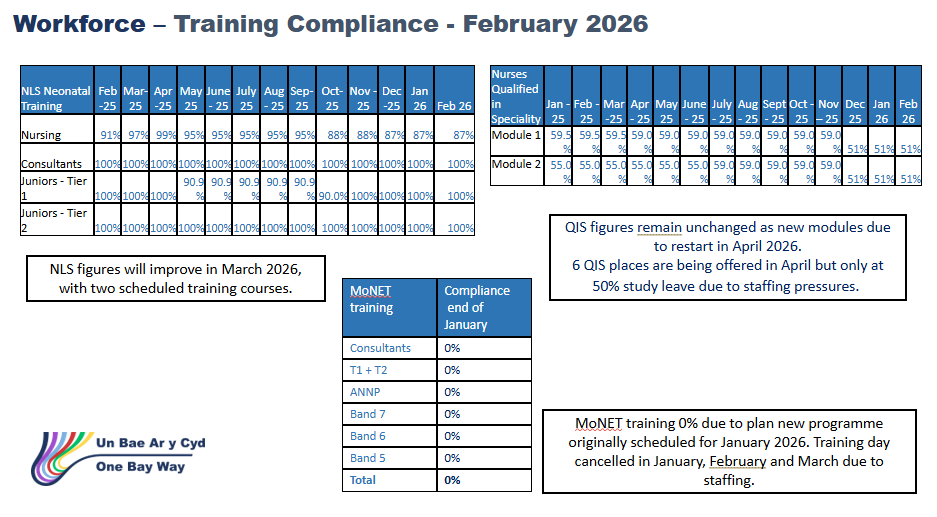 Workforce – Training Compliance - February 2026
NLS Neonatal Training Feb -25 Mar- 25 Apr -25 May 25 June- 25 July 25 Aug - 25 Sep- 25 Oct- 25 Nov - 25 Dec -25 Jan 26 Feb 26
Nursing 91% 97% 99% 95% 95% 95% 95% 95% 88% 88% 87% 87% 87%
Consultants 100% 100% 100% 100% 100% 100% 100% 100% 100% 100% 100% 100% 100%
Juniors - Tier 1 100% 100% 100% 90.9% 90.9% 90.9% 90.9% 90.9% 90.0% 100% 100% 100% 100%
Juniors - Tier 2 100% 100% 100% 100% 100% 100% 100% 100% 100% 100% 100% 100% 100%
Nurses Qualified in Speciality Jan - 25 Feb - 25 Mar -25 Apr 25 May 25 June - 25 July - 25 Aug - 25 Sept - 25 Oct - 25 Nov – 25 Dec 25 Jan 26 Feb 26
Module 1 59.5% 59.5% 59.5% 59.0% 59.0% 59.0% 59.0% 59.0% 59.0% 59.0% 59.0% 51% 51% 51%
Module 2 55.0% 55.0% 55.0% 55.0% 55.0% 55.0% 59.0% 59.0% 59.0% 59.0% 59.0% 51% 51% 51%
NLS figures will improve in March 2026,
with two scheduled training courses.
QIS figures remain unchanged as new modules due
to restart in April 2026.
6 QIS places are being offered in April but only at
50% study leave due to staffing pressures.
MoNET training Compliance end of January
Consultants 0%
T1 + T2 0%
ANNP 0%
Band 7 0%
Band 6 0%
Band 5 0%
Total 0%
MoNET training 0% due to plan new programme
originally scheduled for January 2026. Training day
cancelled in January, February and March due to
staffing.
Un Bae Ar y Cyd
One Bay Way